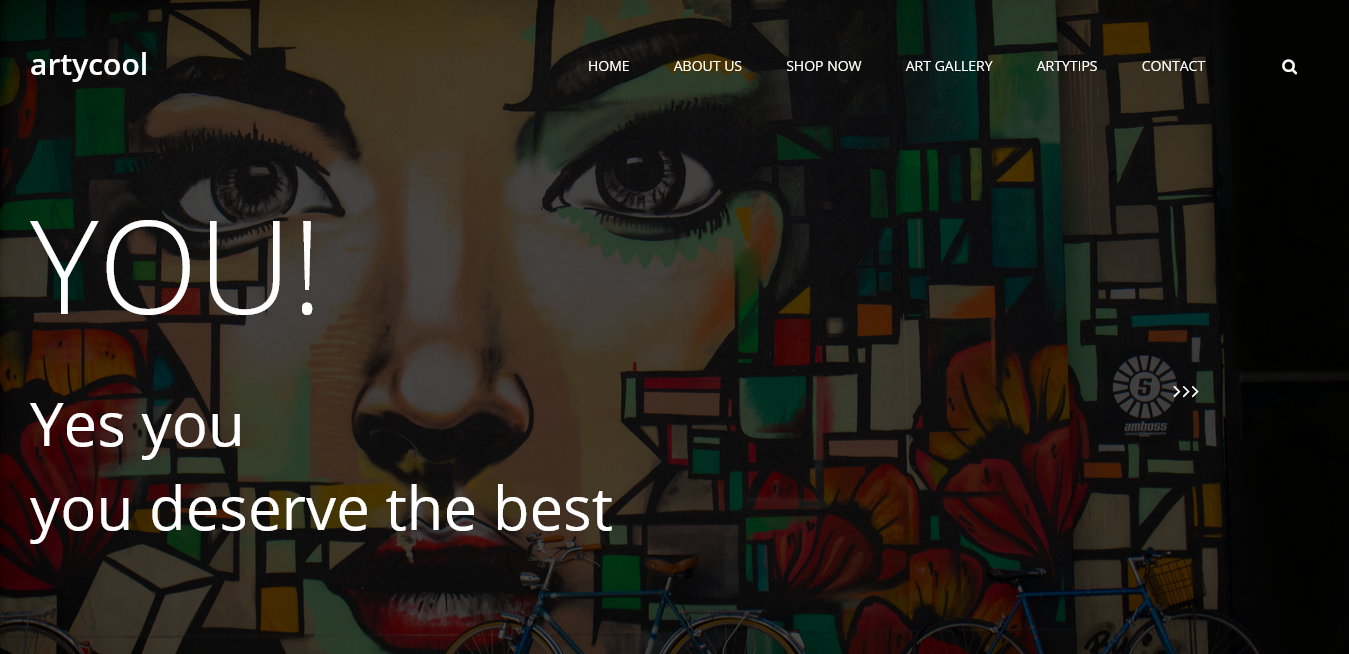 artycool
HOME ABOUT US SHOP NOW ART GALLERY ARTYTIPS CONTACT
YOU!
Yes you
you deserve the best
>>>
5
amboss